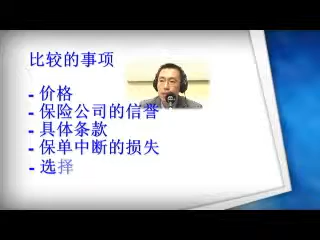 比较的事项
- 价格
- 保险公司的信誉
- 具体条款
- 保单中断的损失
- 选择